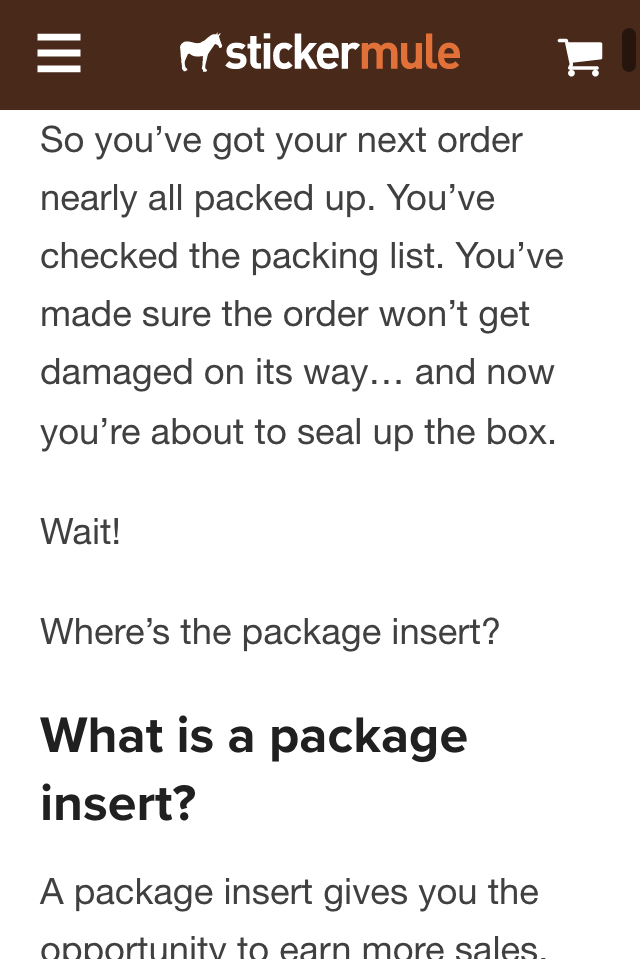 stickermule
So you’ve got your next order
nearly all packed up. You’ve
checked the packing list. You’ve
made sure the order won’t get
damaged on its way… and now
you’re about to seal up the box.
Wait!
Where’s the package insert?
What is a package
insert?
A package insert gives you the
opportunity to earn more sales,